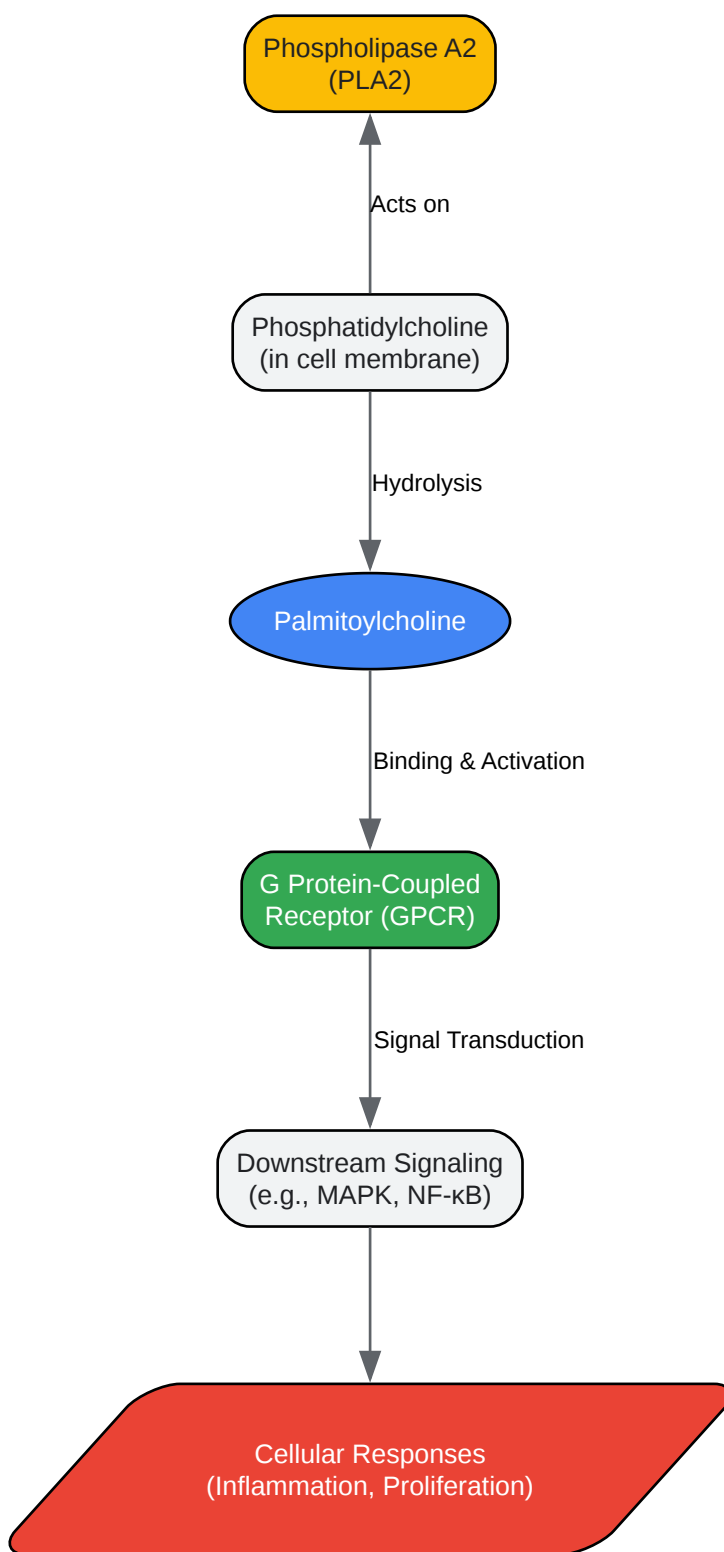 Phospholipase A2
(PLA2)
Acts on
Phosphatidylcholine
(in cell membrane)
Hydrolysis
Palmitoylcholine
Binding & Activation
G Protein-Coupled
Receptor (GPCR)
Signal Transduction
Downstream Signaling
(e.g., MAPK, NF-κB)
Cellular Responses
(Inflammation, Proliferation)